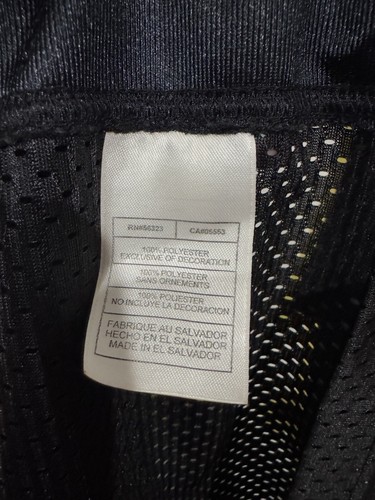 RN#56323 CA#05553
100% POLYESTER
EXCLUSIVE OF DECORATION
100% POLYESTER
SANS ORNEMENTS
100% POLIESTER
NO INCLUYE LA DECORACION
FABRIQUE AU SALVADOR
HECHO EN EL SALVADOR
MADE IN EL SALVADOR